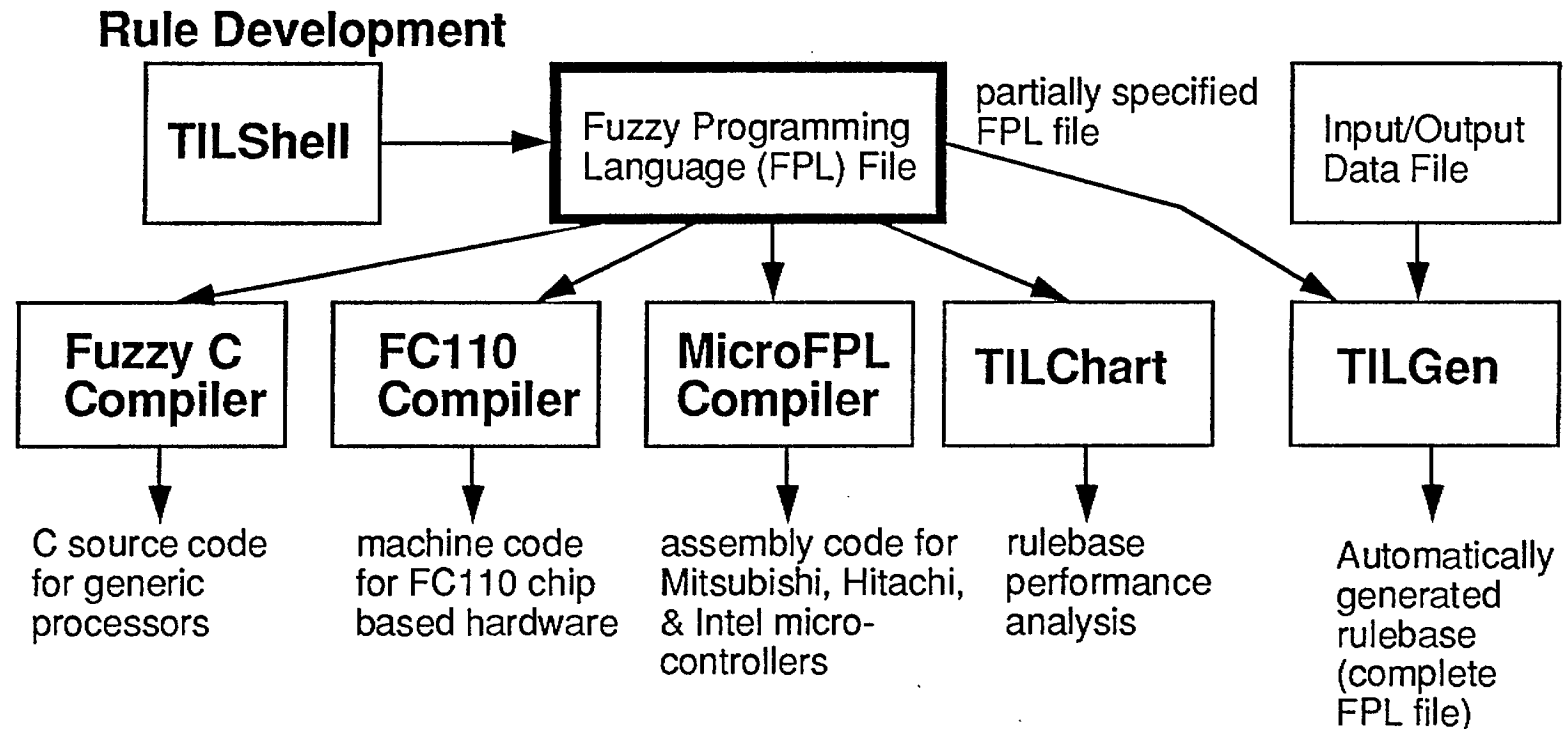 Rule Development
TILShell
Fuzzy Programming
Language (FPL) File
partially specified
FPL file
Input/Output
Data File
Fuzzy C
Compiler
FC110
Compiler
MicroFPL
Compiler
TILChart
TILGen
C source code
for generic
processors
machine code
for FC110 chip
based hardware
assembly code for
Mitsubishi, Hitachi,
& Intel micro-
controllers
rulebase
performance
analysis
Automatically
generated
rulebase
(complete
FPL file)